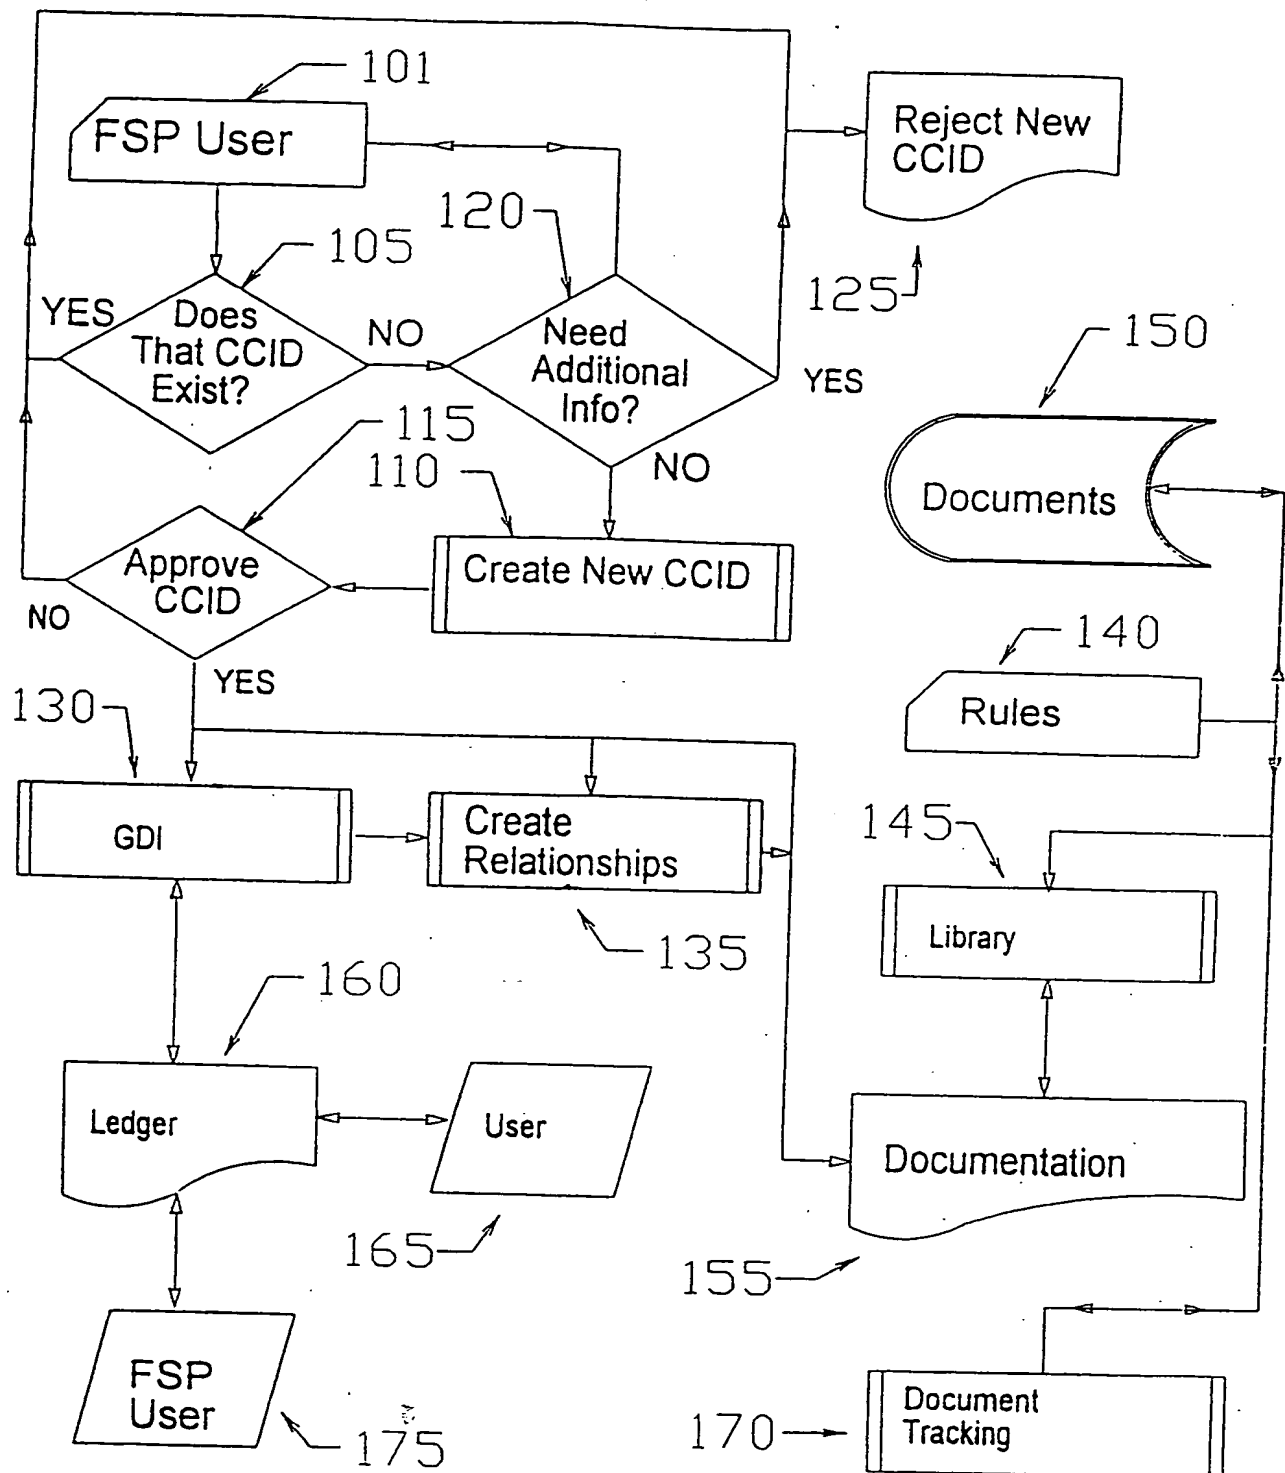 101
FSP User
Reject New
CCID
120
105
125
YES
Does
That CCID
Exist?
NO
Need
Additional
Info?
YES
150
115
110
NO
Documents
Approve
CCID
Create New CCID
NO
YES
140
Rules
130
GDI
Create
Relationships
145
Library
135
160
Ledger
User
Documentation
165
155
FSP
User
175
170
Document
Tracking